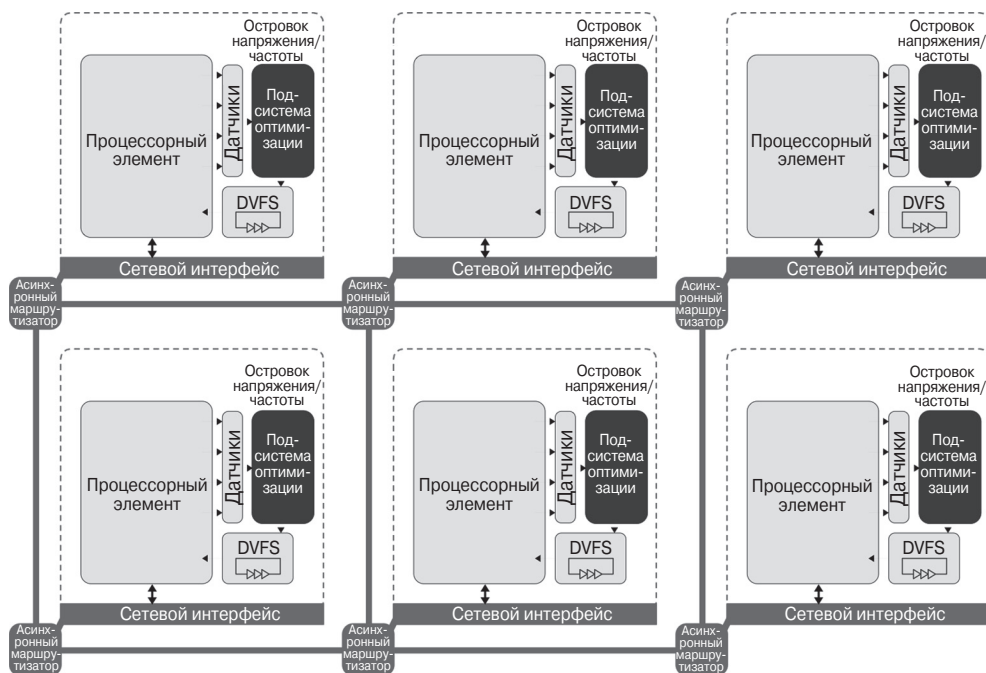 Островок
напряжения/
частоты
Процессорный
элемент
Датчики
Под-
система
оптими-
зации
DVFS
Сетевой интерфейс
Асинх-
ронный
маршру-
тизатор
Островок
напряжения/
частоты
Процессорный
элемент
Датчики
Под-
система
оптими-
зации
DVFS
Сетевой интерфейс
Асинх-
ронный
маршру-
тизатор
Островок
напряжения/
частоты
Процессорный
элемент
Датчики
Под-
система
оптими-
зации
DVFS
Сетевой интерфейс
Асинх-
ронный
маршру-
тизатор
Островок
напряжения/
частоты
Процессорный
элемент
Датчики
Под-
система
оптими-
зации
DVFS
Сетевой интерфейс
Асинх-
ронный
маршру-
тизатор
Островок
напряжения/
частоты
Процессорный
элемент
Датчики
Под-
система
оптими-
зации
DVFS
Сетевой интерфейс
Асинх-
ронный
маршру-
тизатор
Островок
напряжения/
частоты
Процессорный
элемент
Датчики
Под-
система
оптими-
зации
DVFS
Сетевой интерфейс
Асинх-
ронный
маршру-
тизатор